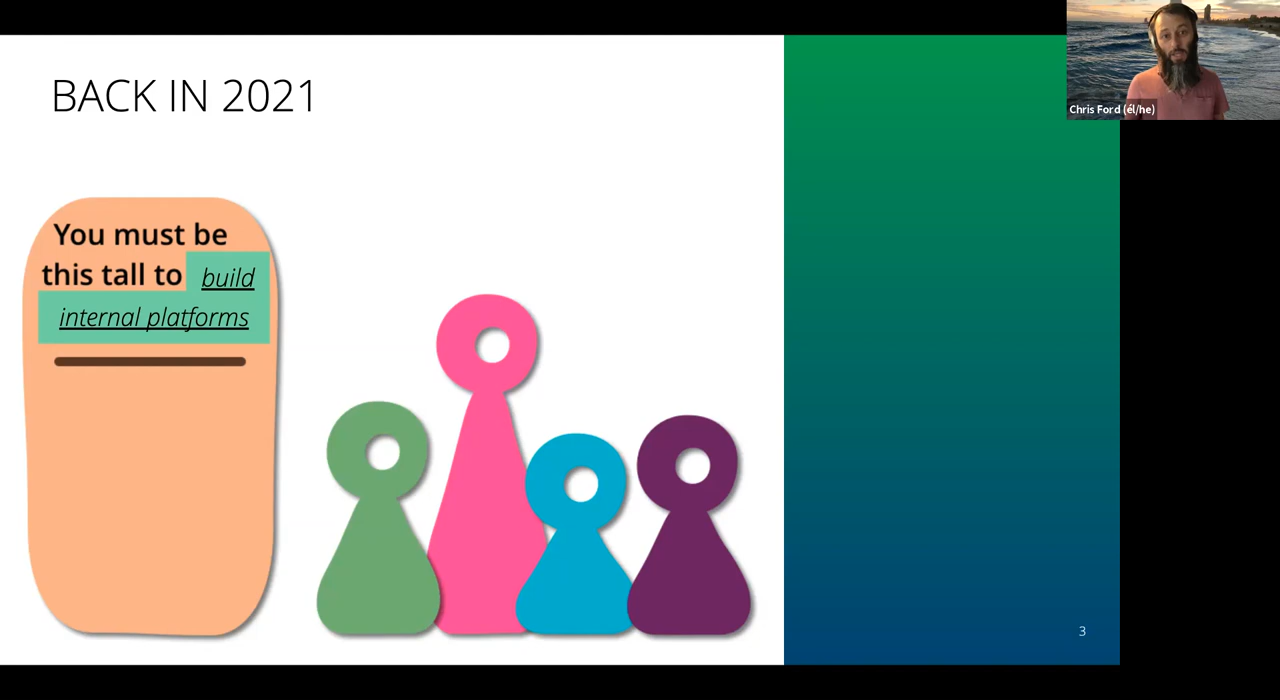 BACK IN 2021
You must be
this tall to build
internal platforms
Chris Ford (él/he)
3